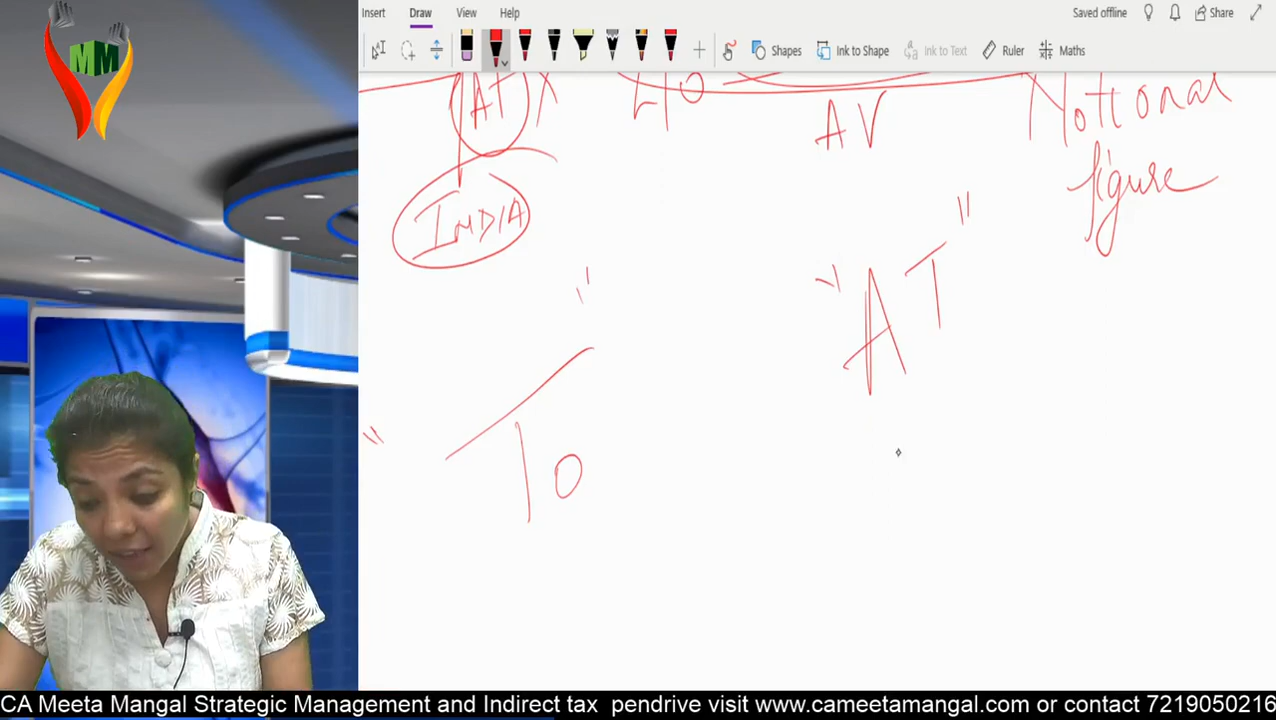 Insert Draw View Help Saved offline Share
Shapes Ink to Shape Ink to Text Ruler Maths
MM
AV
Notional
figure
INDIA
" AT "
" To "
CA Meeta Mangal Strategic Management and Indirect tax pendrive visit www.cameetamangal.com or contact 7219050216